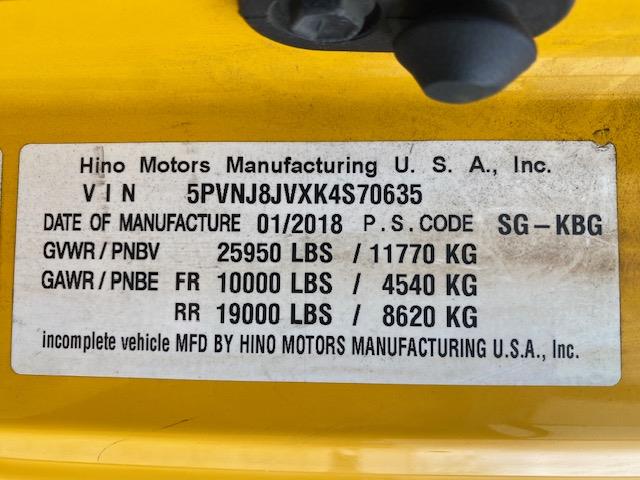 Hino Motors Manufacturing U. S. A., Inc.
VIN 5PVNJ8JVXK4S70635
DATE OF MANUFACTURE 01/2018 P.S.CODE SG-KBG
GVWR/PNBV 25950 LBS / 11770 KG
GAWR/PNBE FR 10000 LBS / 4540 KG
RR 19000 LBS / 8620 KG
incomplete vehicle MFD BY HINO MOTORS MANUFACTURING U.S.A., Inc.